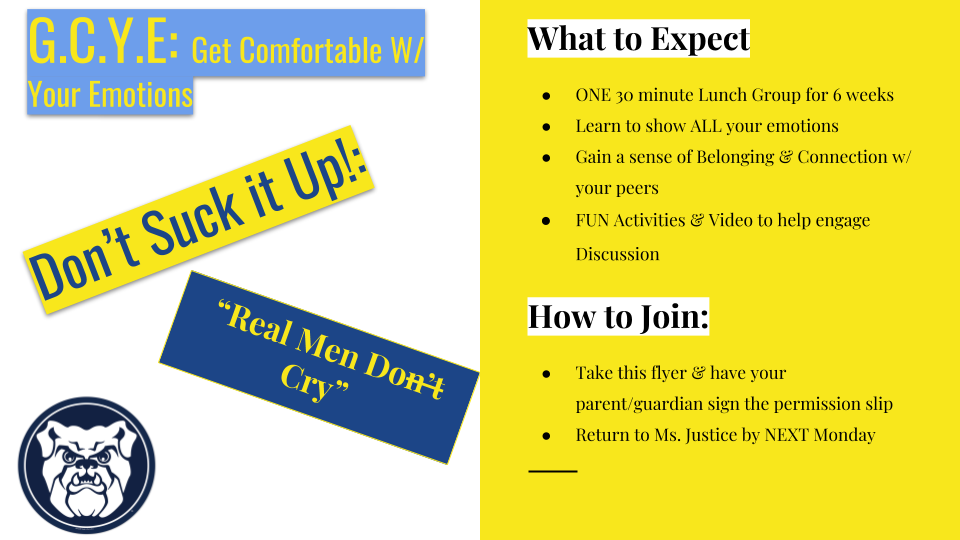 G.C.Y.E: Get Comfortable W/
Your Emotions
Don’t Suck it Up!:
“Real Men Don’t
Cry”
What to Expect
● ONE 30 minute Lunch Group for 6 weeks
● Learn to show ALL your emotions
● Gain a sense of Belonging & Connection w/
your peers
● FUN Activities & Video to help engage
Discussion
How to Join:
● Take this flyer & have your
parent/guardian sign the permission slip
● Return to Ms. Justice by NEXT Monday